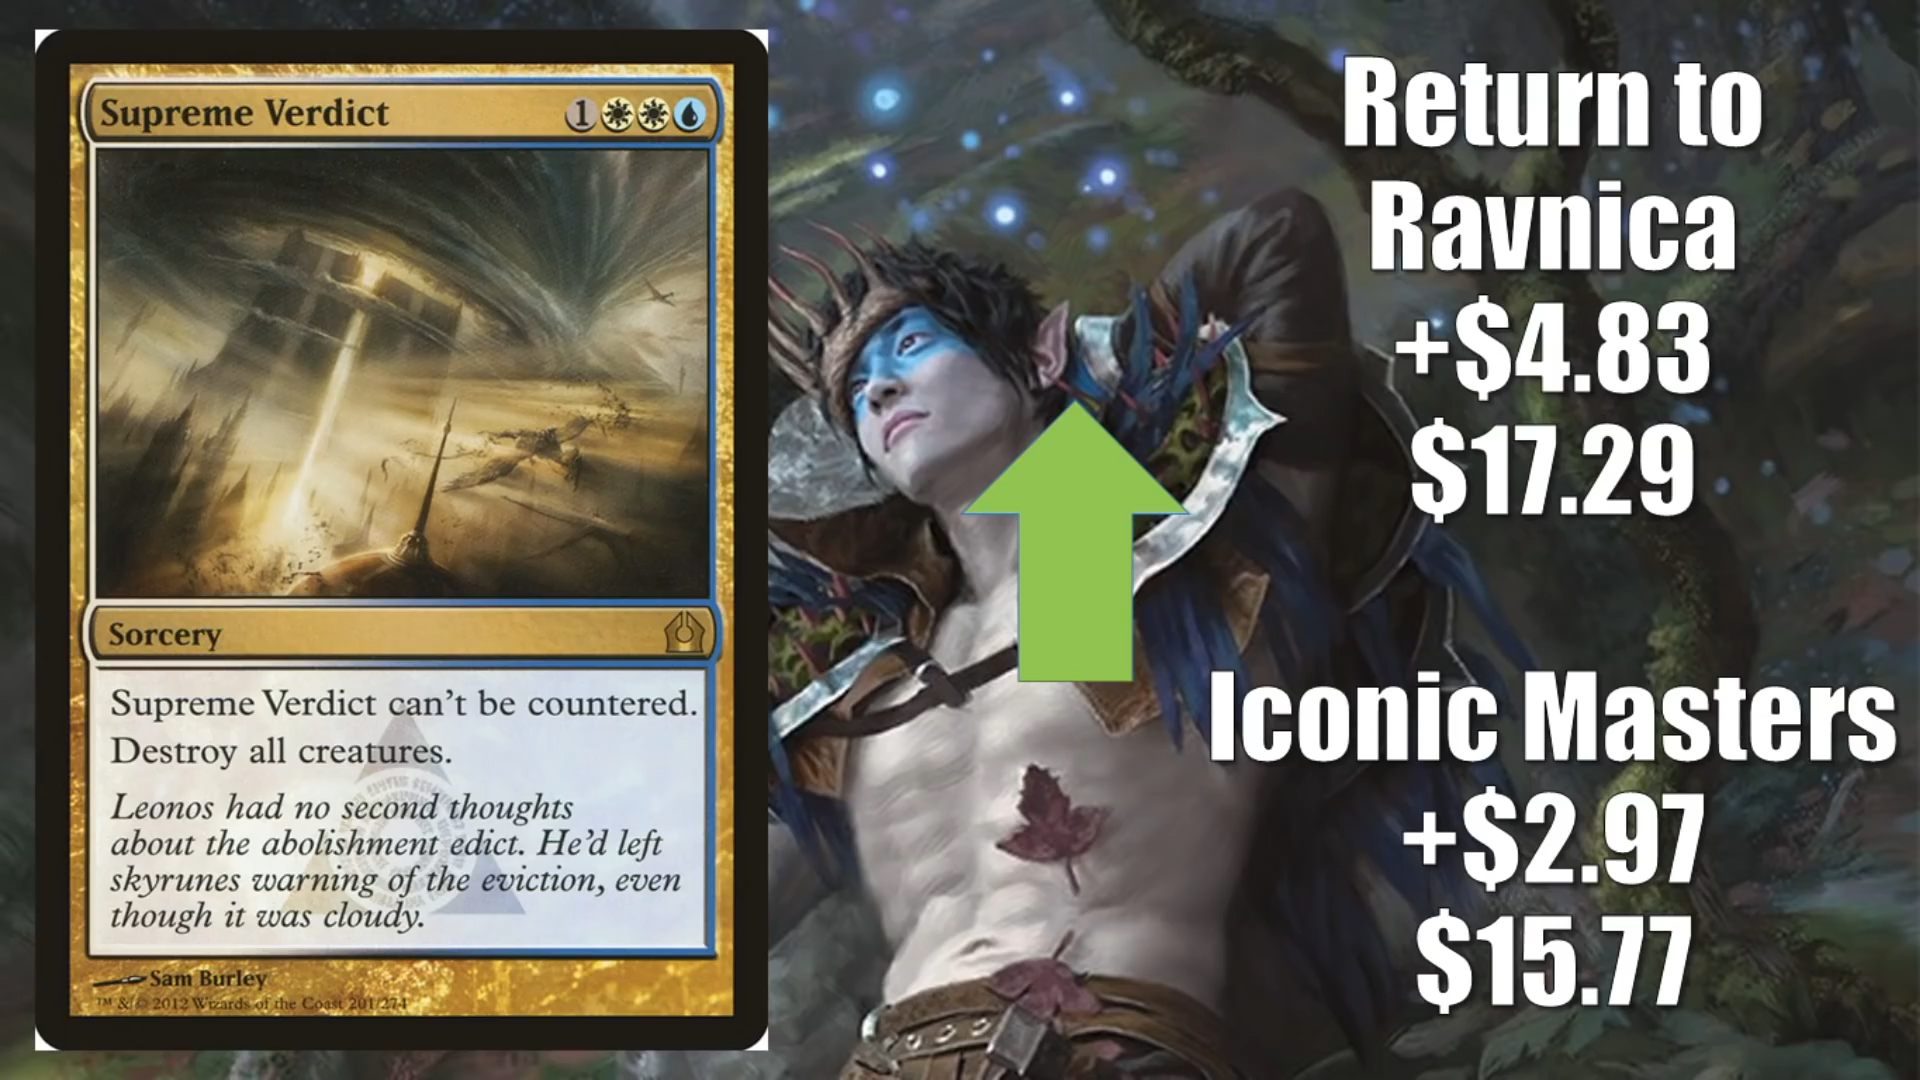 Supreme Verdict 1
Sorcery
Supreme Verdict can't be countered.
Destroy all creatures.
Leonos had no second thoughts
about the abolishment edict. He'd left
skyrunes warning of the eviction, even
though it was cloudy.
Sam Burley
™ & © 2012 Wizards of the Coast 201/274
Return to
Ravnica
+$4.83
$17.29
Iconic Masters
+$2.97
$15.77